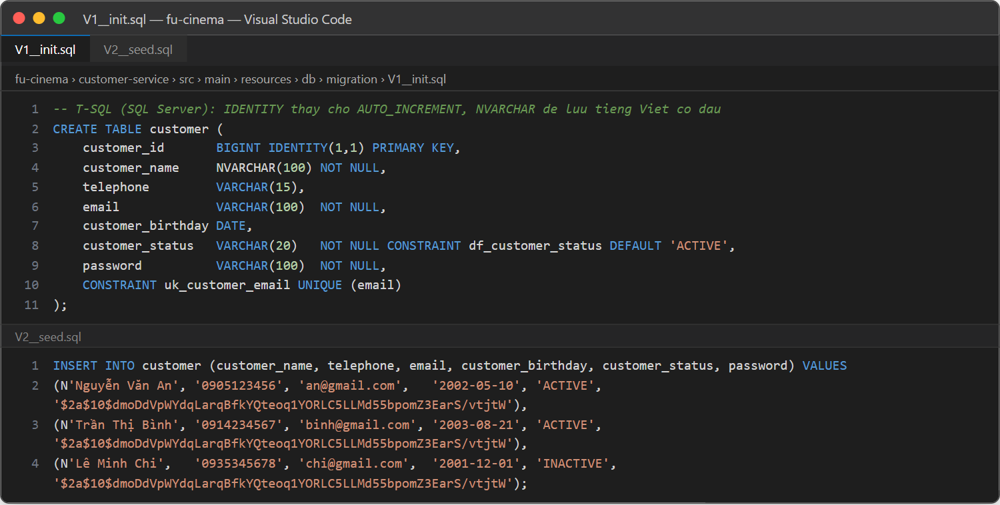 V1__init.sql — fu-cinema — Visual Studio Code
V1__init.sql V2__seed.sql
fu-cinema › customer-service › src › main › resources › db › migration › V1__init.sql
1 -- T-SQL (SQL Server): IDENTITY thay cho AUTO_INCREMENT, NVARCHAR de luu tieng Viet co dau
2 CREATE TABLE customer (
3     customer_id       BIGINT IDENTITY(1,1) PRIMARY KEY,
4     customer_name     NVARCHAR(100) NOT NULL,
5     telephone         VARCHAR(15),
6     email             VARCHAR(100)  NOT NULL,
7     customer_birthday DATE,
8     customer_status   VARCHAR(20)   NOT NULL CONSTRAINT df_customer_status DEFAULT 'ACTIVE',
9     password          VARCHAR(100)  NOT NULL,
10     CONSTRAINT uk_customer_email UNIQUE (email)
11 );
V2__seed.sql
1 INSERT INTO customer (customer_name, telephone, email, customer_birthday, customer_status, password) VALUES
2 (N'Nguyễn Văn An', '0905123456', 'an@gmail.com',   '2002-05-10', 'ACTIVE',
'$2a$10$dmoDdVpWYdqLarqBfkYQteoq1YORLC5LLMd55bpomZ3EarS/vtjtW'),
3 (N'Trần Thị Bình', '0914234567', 'binh@gmail.com', '2003-08-21', 'ACTIVE',
'$2a$10$dmoDdVpWYdqLarqBfkYQteoq1YORLC5LLMd55bpomZ3EarS/vtjtW'),
4 (N'Lê Minh Chi',   '0935345678', 'chi@gmail.com',  '2001-12-01', 'INACTIVE',
'$2a$10$dmoDdVpWYdqLarqBfkYQteoq1YORLC5LLMd55bpomZ3EarS/vtjtW');